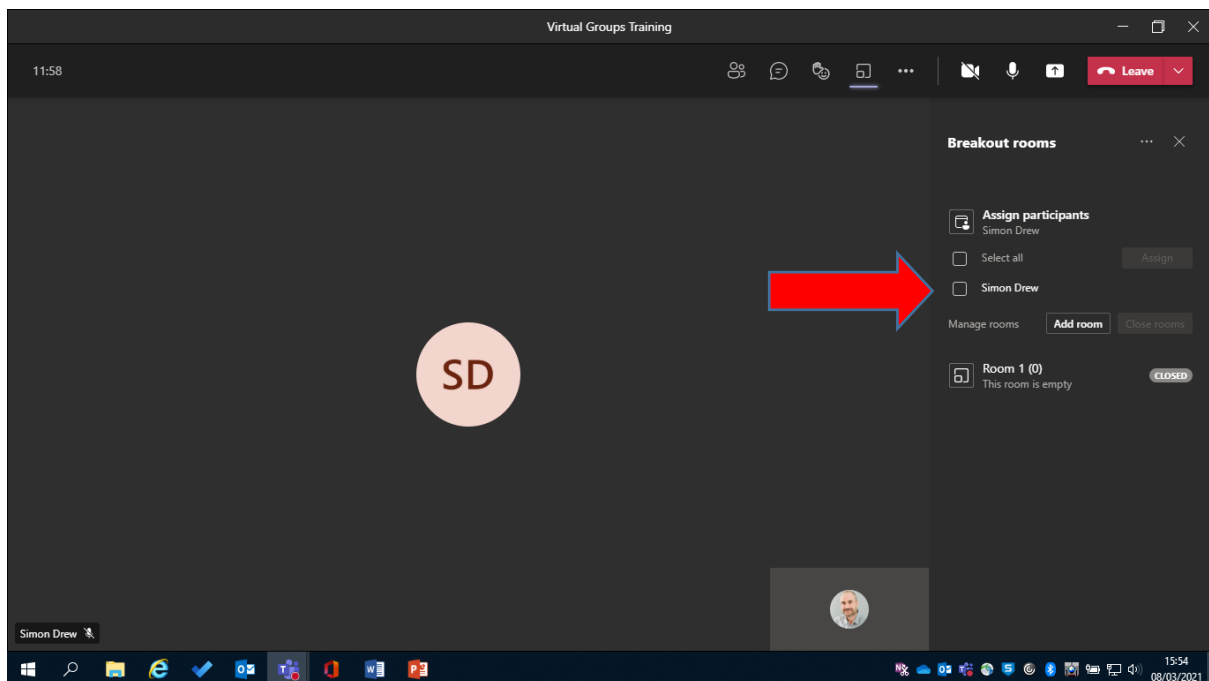 Virtual Groups Training
11:58
Leave
Breakout rooms
Assign participants
Simon Drew
Select all
Assign
Simon Drew
Manage rooms
Add room
Close rooms
SD
Room 1 (0)
This room is empty
CLOSED
Simon Drew
15:54
08/03/2021